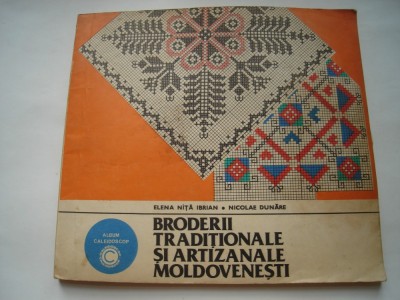 ELENA NIȚĂ IBRIAN • NICOLAE DUNĂRE
BRODERII
TRADIȚIONALE
ȘI ARTIZANALE
MOLDOVENEȘTI
ALBUM
CALEIDOSCOP